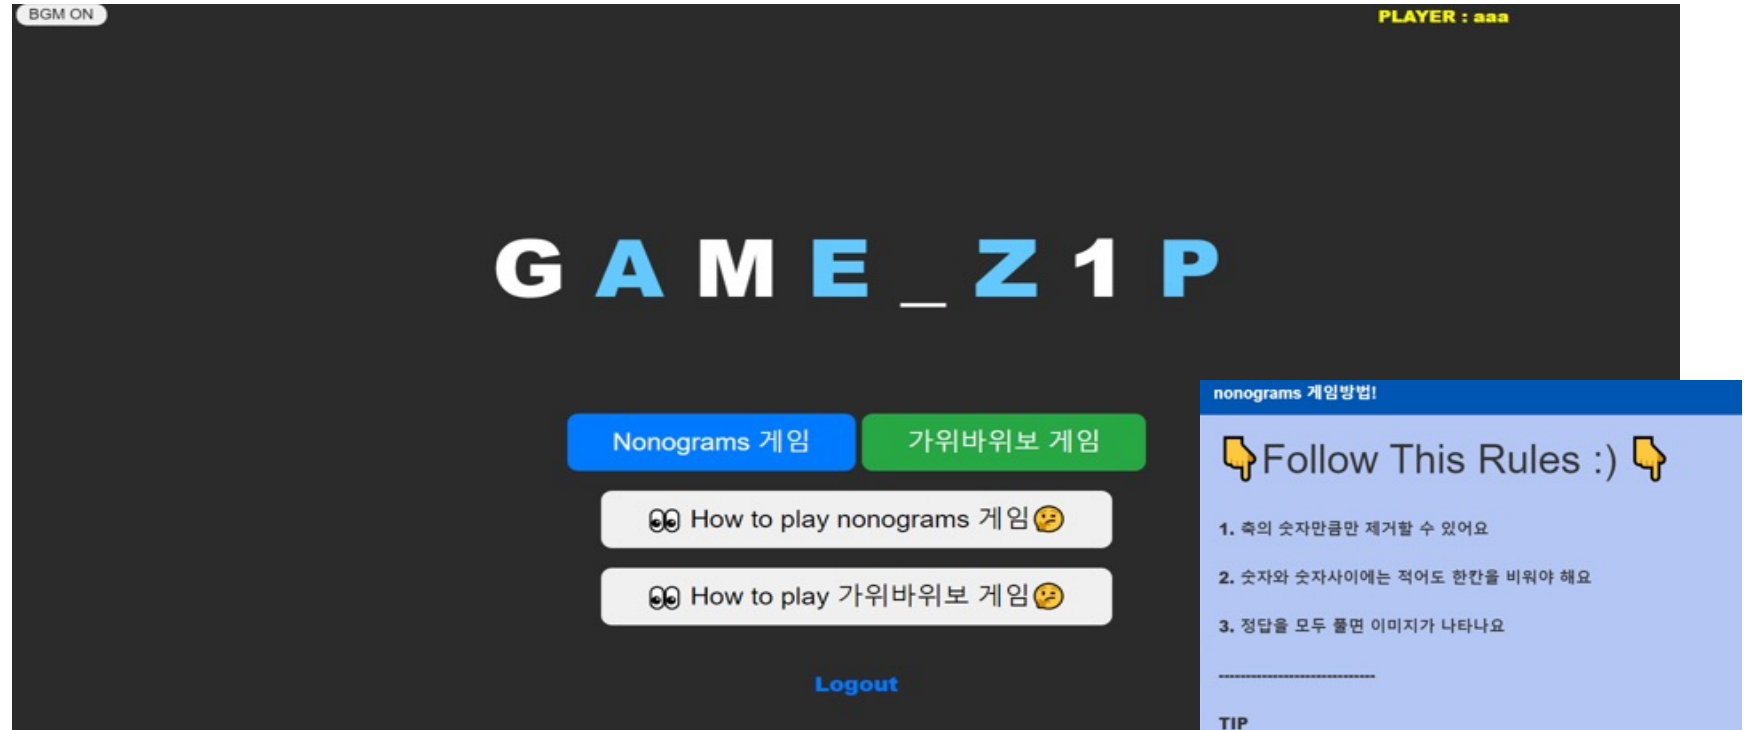 BGM ON
PLAYER : aaa
G A M E _ Z 1 P
Nonograms 게임
가위바위보 게임
👀 How to play nonograms 게임🤔
👀 How to play 가위바위보 게임🤔
Logout
nonograms 게임방법!
👇Follow This Rules :) 👇
1. 축의 숫자만큼만 제거할 수 있어요
2. 숫자와 숫자사이에는 적어도 한칸을 비워야 해요
3. 정답을 모두 풀면 이미지가 나타나요
-----------------------------
TIP